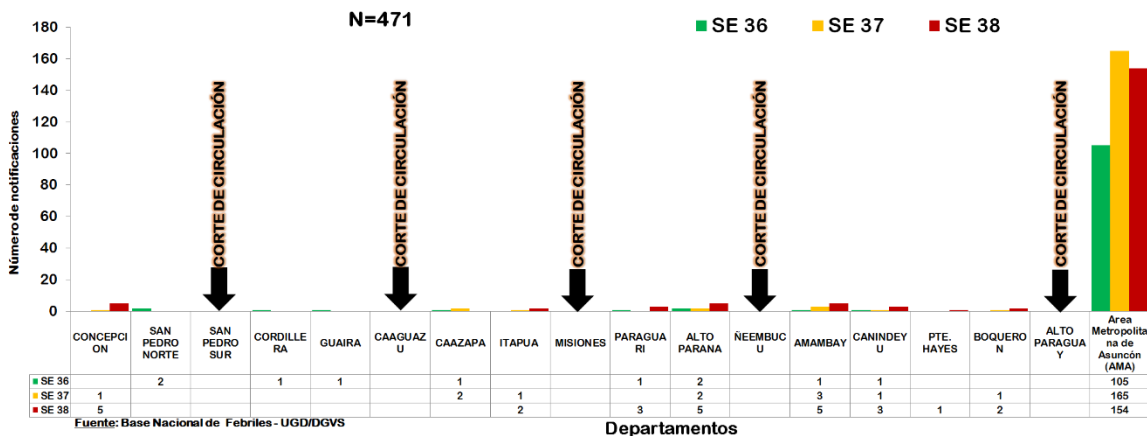 N=471
SE 36 SE 37 SE 38
Número de notificaciones
180
160
140
120
100
80
60
40
20
0
CORTE DE CIRCULACIÓN
CORTE DE CIRCULACIÓN
CORTE DE CIRCULACIÓN
CORTE DE CIRCULACIÓN
CORTE DE CIRCULACIÓN
CONCEPCI
ON
SAN
PEDRO
NORTE
SAN
PEDRO
SUR
CORDILLE
RA
GUAIRA
CAAGUAZ
U
CAAZAPA
ITAPUA
MISIONES
PARAGUA
RI
ALTO
PARANA
ÑEEMBUC
U
AMAMBAY
CANINDEY
U
PTE.
HAYES
BOQUERO
N
ALTO
PARAGUA
Y
Area
Metropolita
na de
Asuncón
(AMA)
SE 36 2 1 1 1 1 2 1 1 105
SE 37 1 2 1 2 3 1 1 165
SE 38 5 2 3 5 5 3 1 2 154
Fuente: Base Nacional de Febriles - UGD/DGVS
Departamentos